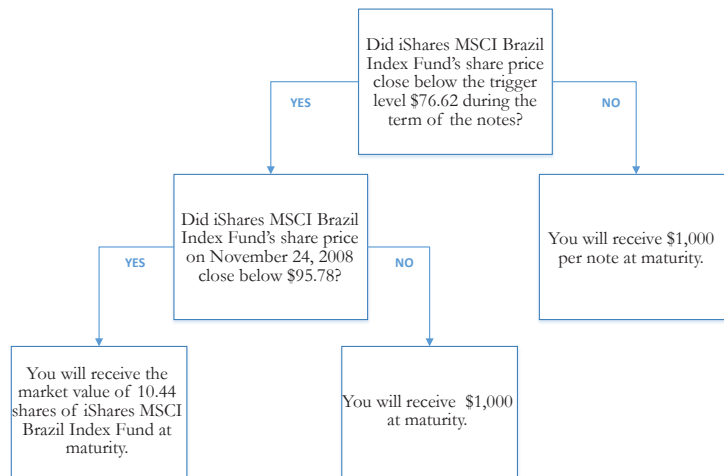 Did iShares MSCI Brazil
Index Fund's share price
close below the trigger
level $76.62 during the
term of the notes?
YES
NO
Did iShares MSCI Brazil
Index Fund's share price
on November 24, 2008
close below $95.78?
You will receive $1,000
per note at maturity.
YES
NO
You will receive the
market value of 10.44
shares of iShares MSCI
Brazil Index Fund at
maturity.
You will receive $1,000
at maturity.